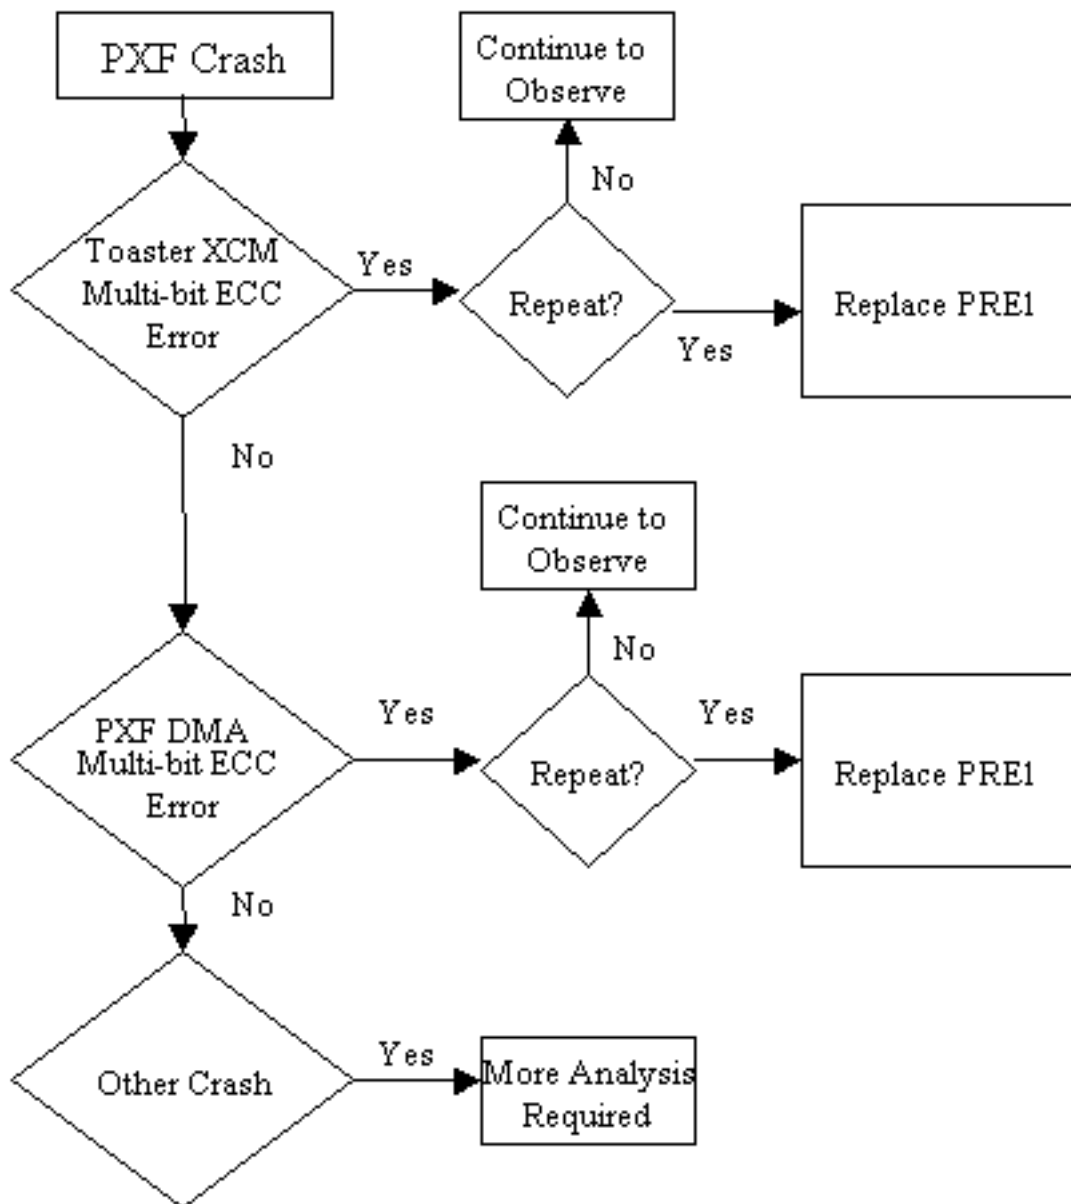 PXF Crash
Continue to
Observe
No
Toaster XCM
Multi-bit ECC
Error
Yes
Repeat?
Yes
Replace PRE1
No
Continue to
Observe
No
PXF DMA
Multi-bit ECC
Error
Yes
Repeat?
Yes
Replace PRE1
No
Other Crash
Yes
More Analysis
Required